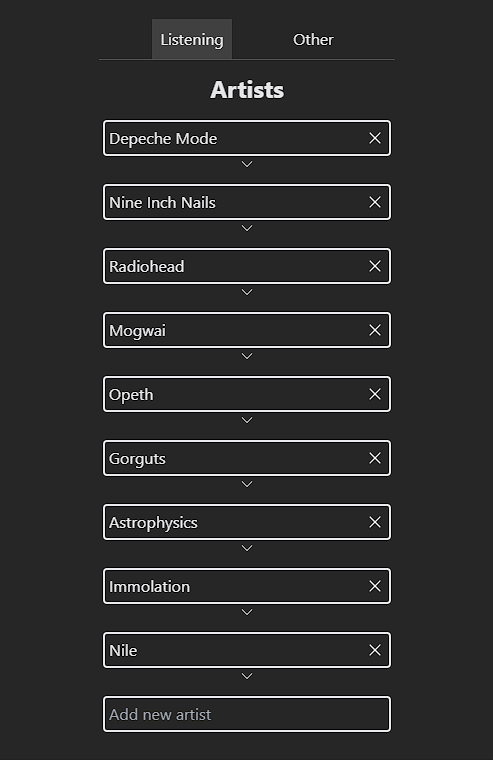 Listening Other
Artists
Depeche Mode
Nine Inch Nails
Radiohead
Mogwai
Opeth
Gorguts
Astrophysics
Immolation
Nile
Add new artist